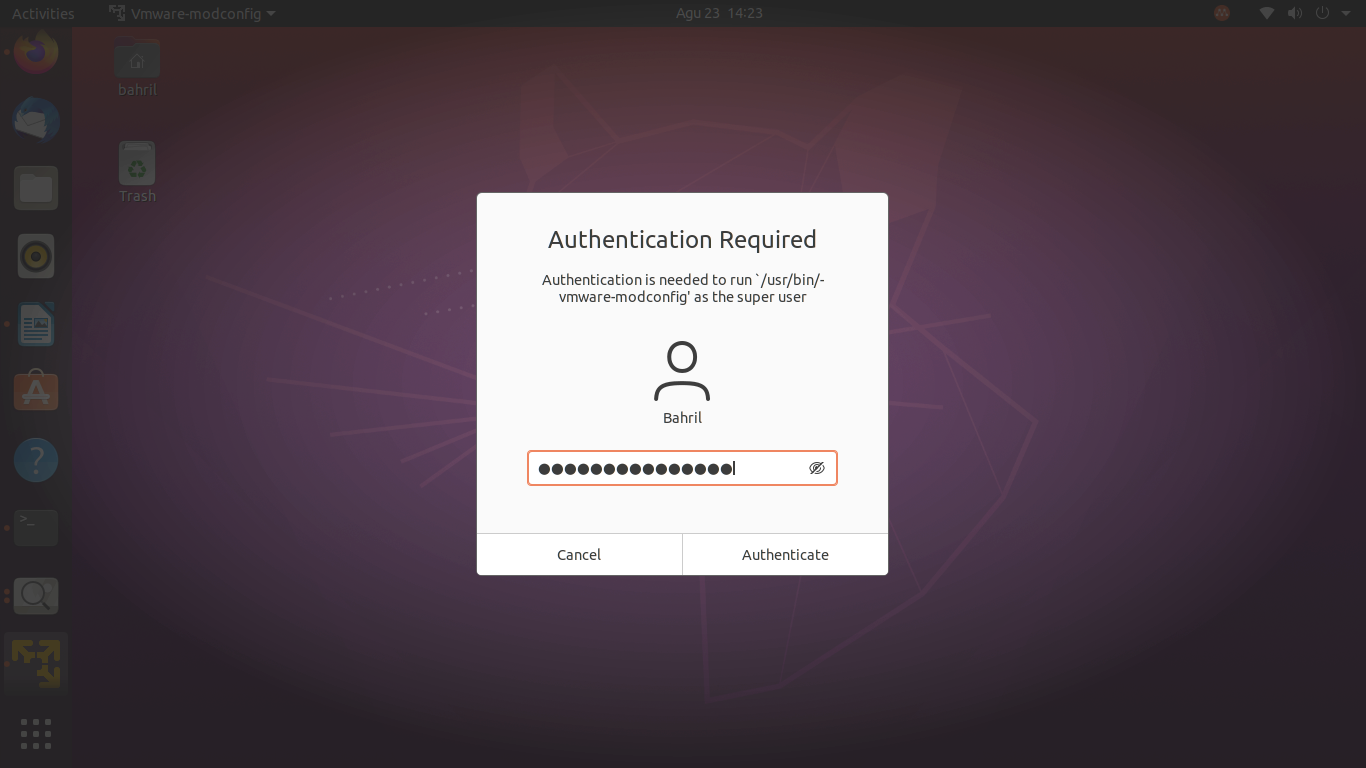 Activities
Vmware-modconfig
Agu 23 14:23
bahril
Trash
Authentication Required
Authentication is needed to run `/usr/bin/-
vmware-modconfig' as the super user
Bahril
●●●●●●●●●●●●●●●
Cancel
Authenticate